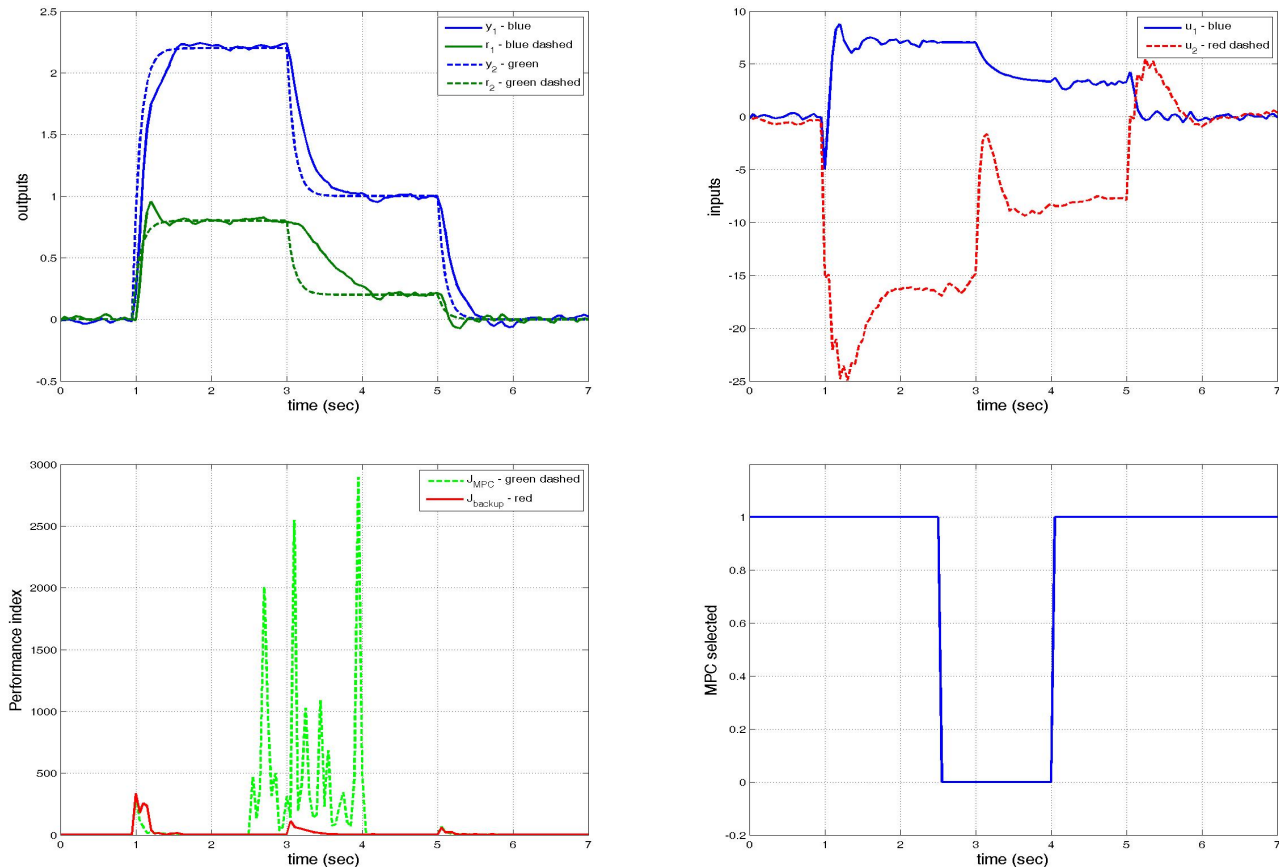 outputs
2.5
2
1.5
1
0.5
0
-0.5
0 1 2 3 4 5 6 7
time (sec)
y1 - blue
r1 - blue dashed
y2 - green
r2 - green dashed
inputs
10
5
0
-5
-10
-15
-20
-25
0 1 2 3 4 5 6 7
time (sec)
u1 - blue
u2 - red dashed
Performance index
3000
2500
2000
1500
1000
500
0
0 1 2 3 4 5 6 7
time (sec)
JMPC - green dashed
Jbackup - red
MPC selected
1
0.8
0.6
0.4
0.2
0
-0.2
0 1 2 3 4 5 6 7
time (sec)